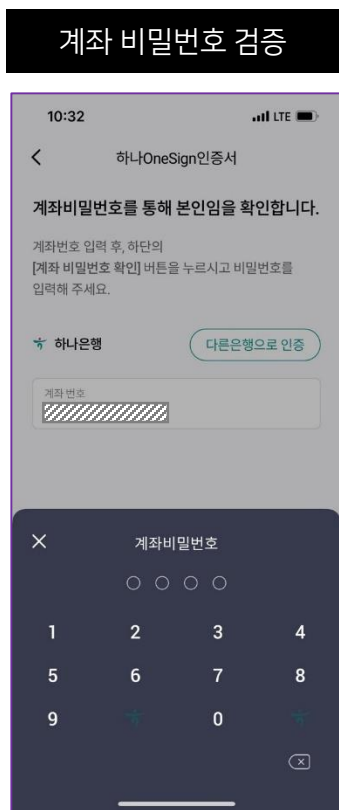 계좌 비밀번호 검증
10:32
LTE
하나OneSign인증서
계좌비밀번호를 통해 본인임을 확인합니다.
계좌번호 입력 후, 하단의
[계좌 비밀번호 확인] 버튼을 누르시고 비밀번호를
입력해 주세요.
하나은행
다른은행으로 인증
계좌 번호
계좌비밀번호
1 2 3 4
5 6 7 8
9 0